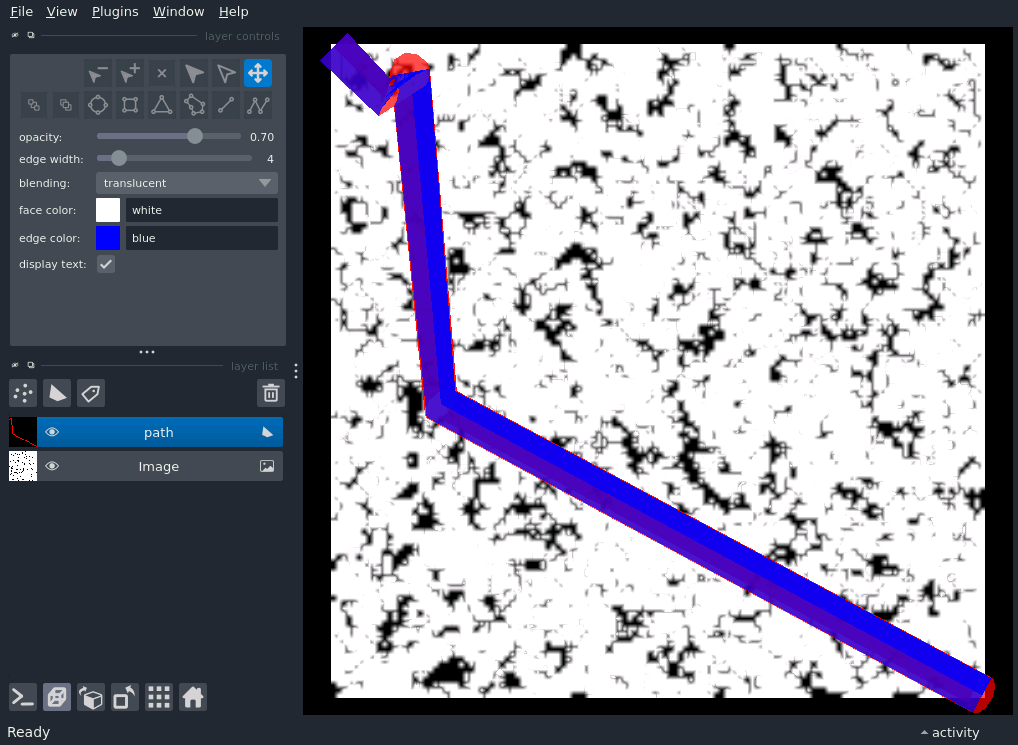 File View Plugins Window Help
layer controls
opacity: 0.70
edge width: 4
blending: translucent
face color: white
edge color: blue
display text:
layer list
path
Image
Ready
activity